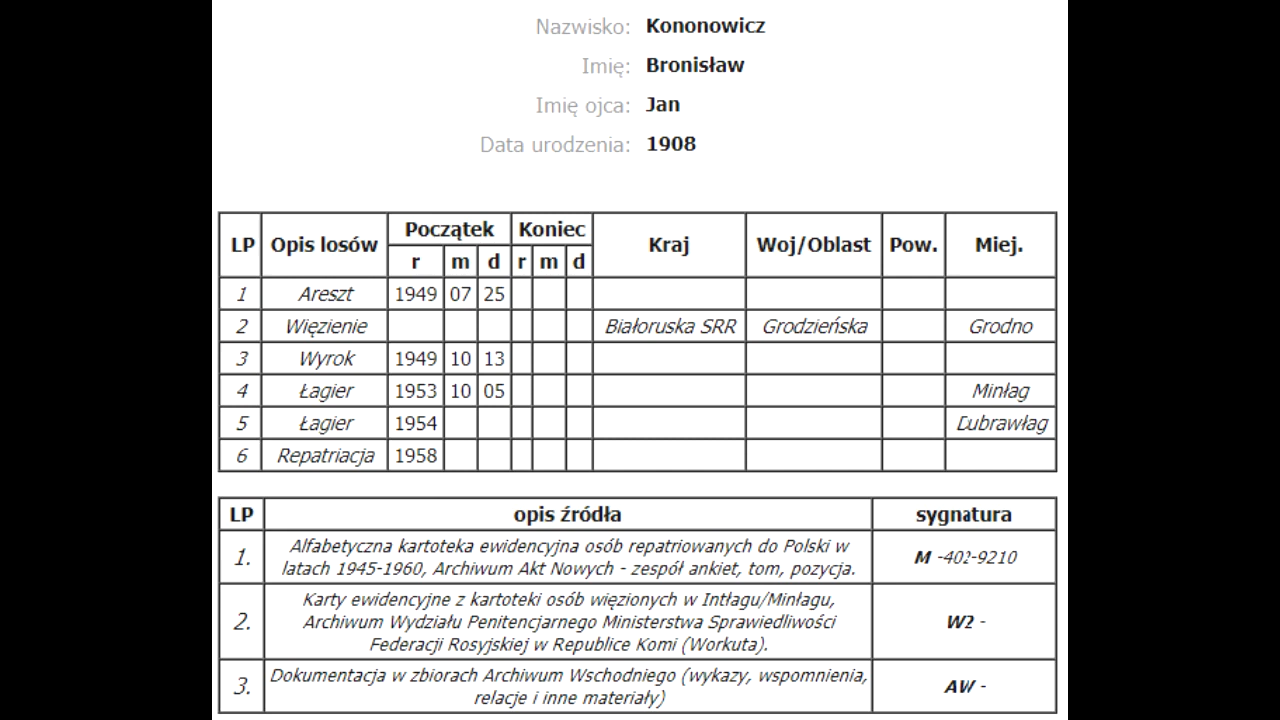 Nazwisko: Kononowicz
Imię: Bronisław
Imię ojca: Jan
Data urodzenia: 1908
LP Opis losów Początek Koniec Kraj Woj/Oblast Pow. Miej.
r m d r m d
1 Areszt 1949 07 25
2 Więzienie Białoruska SRR Grodzieńska Grodno
3 Wyrok 1949 10 13
4 Łagier 1953 10 05 Minłag
5 Łagier 1954 Dubrawłag
6 Repatriacja 1958
LP opis źródła sygnatura
1. Alfabetyczna kartoteka ewidencyjna osób repatriowanych do Polski w
latach 1945-1960, Archiwum Akt Nowych - zespół ankiet, tom, pozycja. M -402-9210
2. Karty ewidencyjne z kartoteki osób więzionych w Intłagu/Minłagu,
Archiwum Wydziału Penitencjarnego Ministerstwa Sprawiedliwości W2 -
Federacji Rosyjskiej w Republice Komi (Workuta).
3. Dokumentacja w zbiorach Archiwum Wschodniego (wykazy, wspomnienia,
relacje i inne materiały) AW -